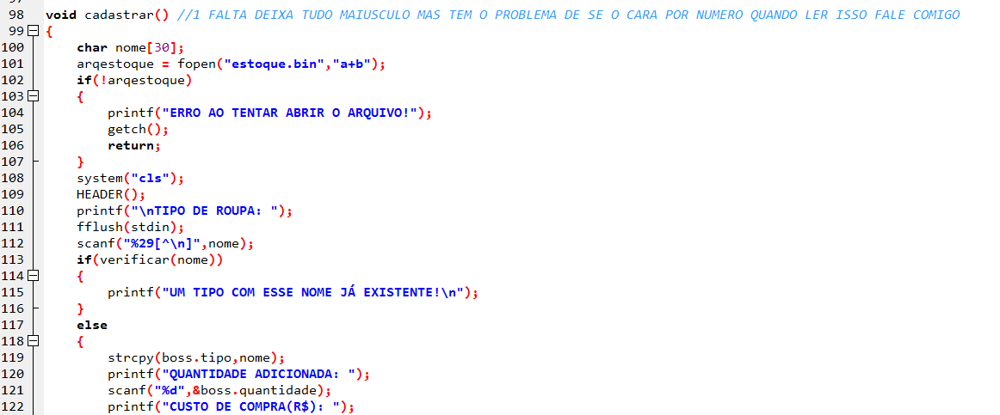 98 void cadastrar() //1 FALTA DEIXA TUDO MAIUSCULO MAS TEM O PROBLEMA DE SE O CARA POR NUMERO QUANDO LER ISSO FALE COMIGO
99 {
100 char nome[30];
101 arqestoque = fopen("estoque.bin","a+b");
102 if(!arqestoque)
103 {
104 printf("ERRO AO TENTAR ABRIR O ARQUIVO!");
105 getch();
106 return;
107 }
108 system("cls");
109 HEADER();
110 printf("\nTIPO DE ROUPA: ");
111 fflush(stdin);
112 scanf("%29[^\n]",nome);
113 if(verificar(nome))
114 {
115 printf("UM TIPO COM ESSE NOME JÁ EXISTENTE!\n");
116 }
117 else
118 {
119 strcpy(boss.tipo,nome);
120 printf("QUANTIDADE ADICIONADA: ");
121 scanf("%d",&boss.quantidade);
122 printf("CUSTO DE COMPRA(R$): ");